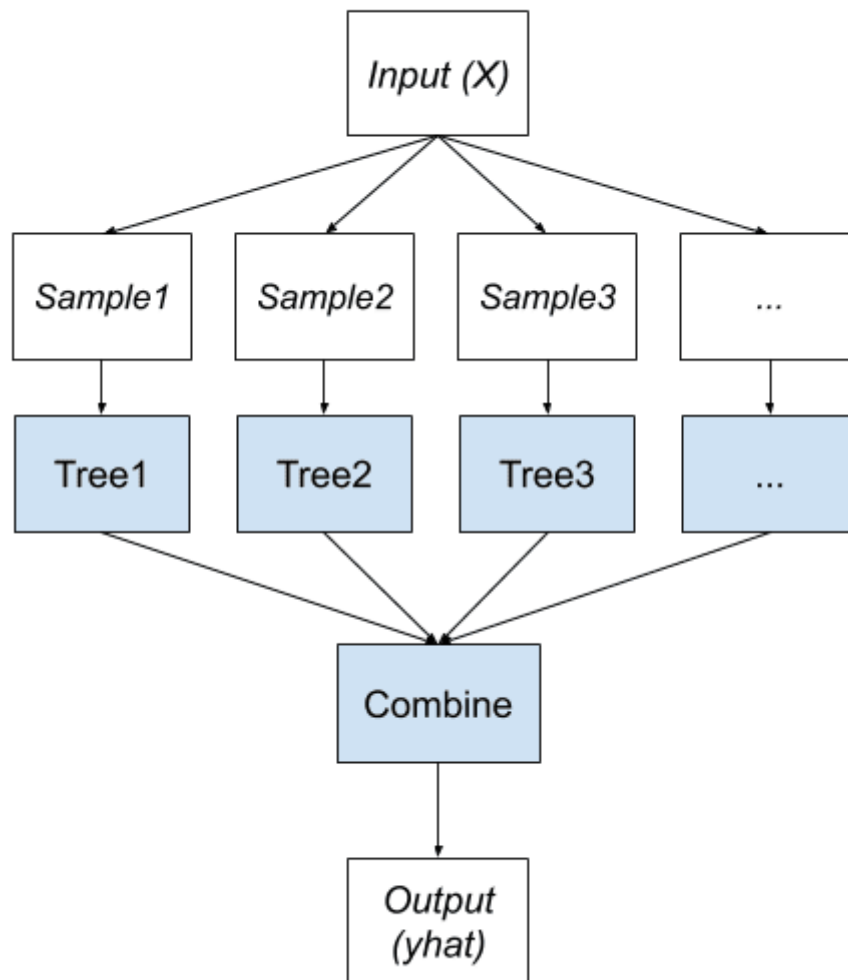 Input (X)
Sample1
Sample2
Sample3
...
Tree1
Tree2
Tree3
...
Combine
Output
(yhat)